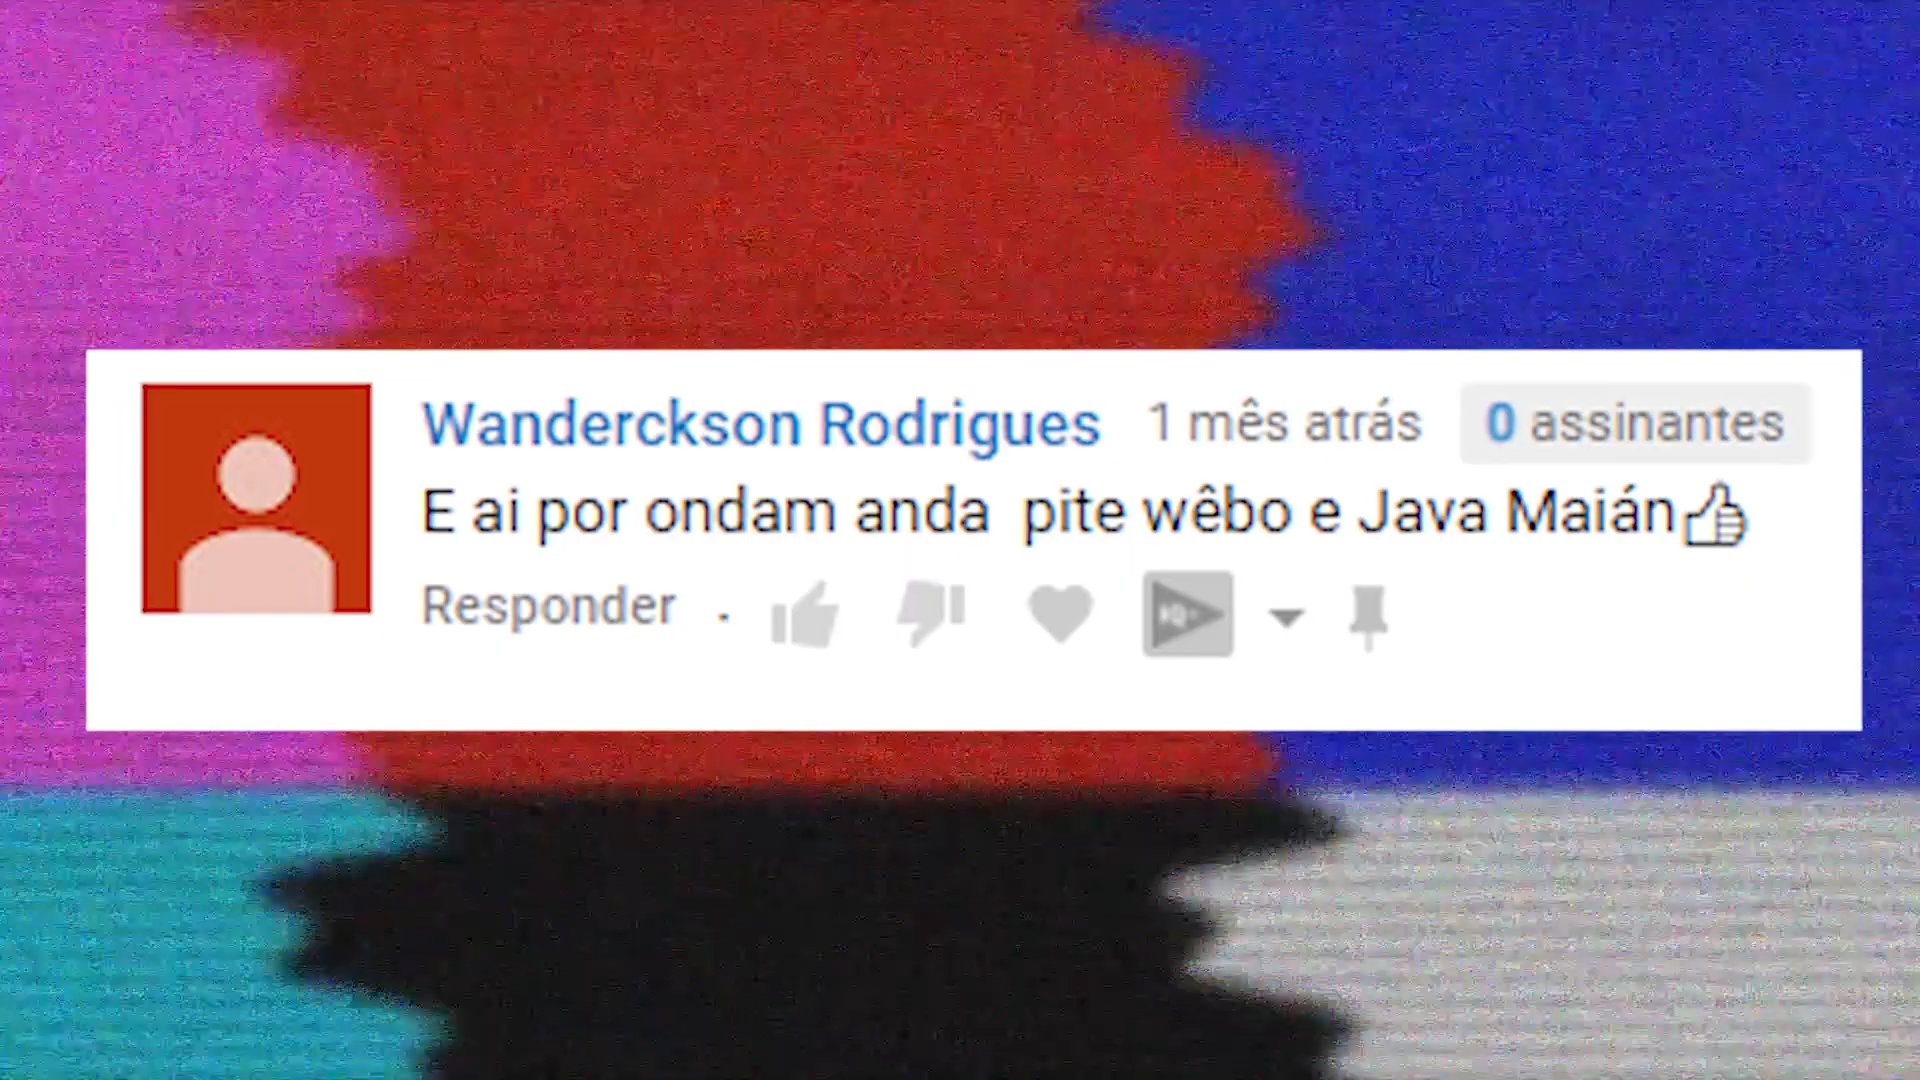 Wanderckson Rodrigues 1 mês atrás 0 assinantes
E ai por ondam anda pite wêbo e Java Maián👍
Responder .